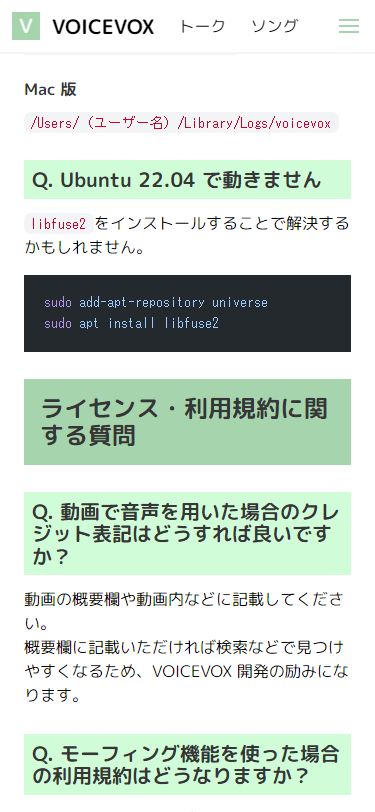 V VOICEVOX トーク ソング
Mac 版
/Users/（ユーザー名）/Library/Logs/voicevox
Q. Ubuntu 22.04 で動きません
libfuse2をインストールすることで解決する
かもしれません。
sudo add-apt-repository universe
sudo apt install libfuse2
ライセンス・利用規約に関
する質問
Q. 動画で音声を用いた場合のクレ
ジット表記はどうすれば良いです
か？
動画の概要欄や動画内などに記載してくださ
い。
概要欄に記載いただければ検索などで見つけ
やすくなるため、VOICEVOX 開発の励みにな
ります。
Q. モーフィング機能を使った場合
の利用規約はどうなりますか？